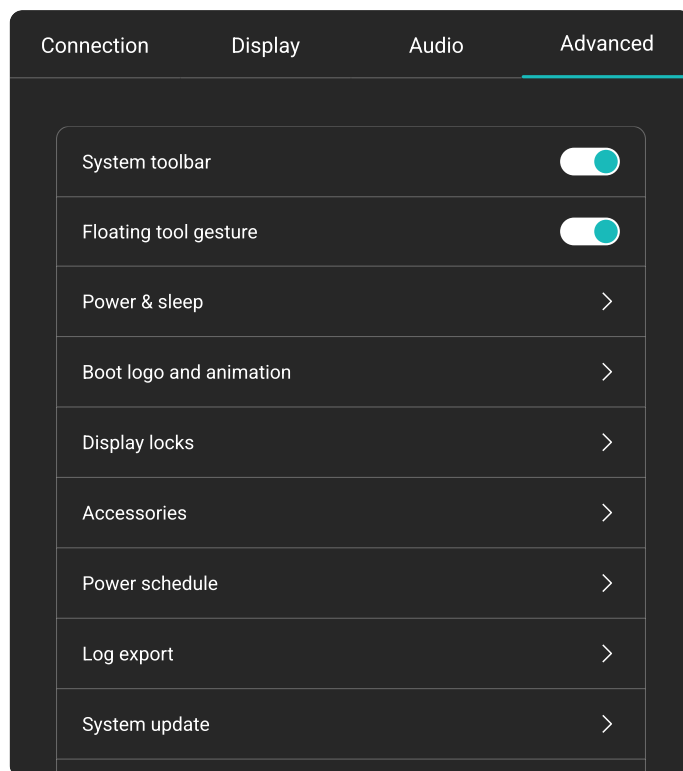 Connection Display Audio Advanced
System toolbar
Floating tool gesture
Power & sleep
Boot logo and animation
Display locks
Accessories
Power schedule
Log export
System update